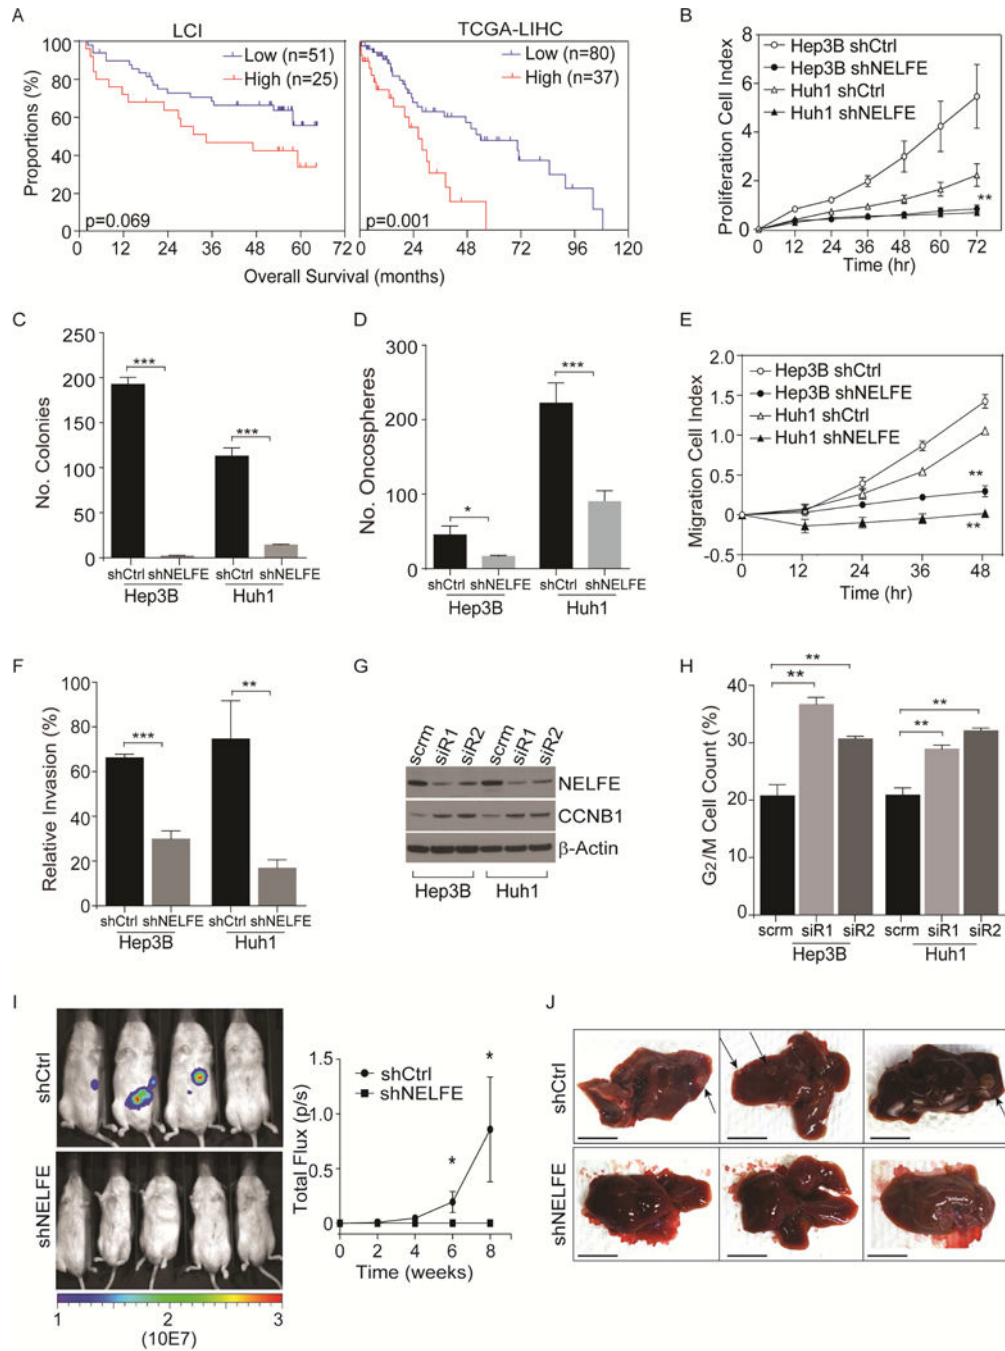 A
LCI
Low (n=51)
High (n=25)
p=0.069
TCGA-LIHC
Low (n=80)
High (n=37)
p=0.001
Proportions (%)
100
80
60
40
20
0
0 12 24 36 48 60 72
0 24 48 72 96 120
Overall Survival (months)
B
Hep3B shCtrl
Hep3B shNELFE
Huh1 shCtrl
Huh1 shNELFE
Proliferation Cell Index
8
6
4
2
0
**
0 12 24 36 48 60 72
Time (hr)
C
No. Colonies
250
200
150
100
50
0
***
***
shCtrl shNELFE shCtrl shNELFE
Hep3B Huh1
D
No. Oncospheres
300
200
100
0
*
***
shCtrl shNELFE shCtrl shNELFE
Hep3B Huh1
E
Hep3B shCtrl
Hep3B shNELFE
Huh1 shCtrl
Huh1 shNELFE
Migration Cell Index
2.0
1.5
1.0
0.5
0
-0.5
**
**
0 12 24 36 48
Time (hr)
F
Relative Invasion (%)
100
80
60
40
20
0
***
**
shCtrl shNELFE shCtrl shNELFE
Hep3B Huh1
G
scrm siR1 siR2 scrm siR1 siR2
NELFE
CCNB1
β-Actin
Hep3B Huh1
H
G2/M Cell Count (%)
40
30
20
10
0
**
**
**
**
scrm siR1 siR2 scrm siR1 siR2
Hep3B Huh1
I
shCtrl
shNELFE
1 2 3
(10E7)
Total Flux (p/s)
1.5
1.0
0.5
0
shCtrl
shNELFE
*
*
0 2 4 6 8
Time (weeks)
J
shCtrl
shNELFE